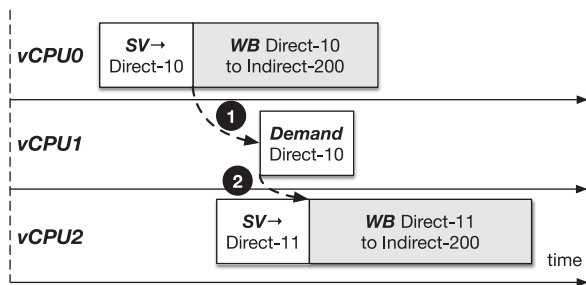 vCPU0
SV→
Direct-10
WB Direct-10
to Indirect-200
1
vCPU1
Demand
Direct-10
2
vCPU2
SV→
Direct-11
WB Direct-11
to Indirect-200
time